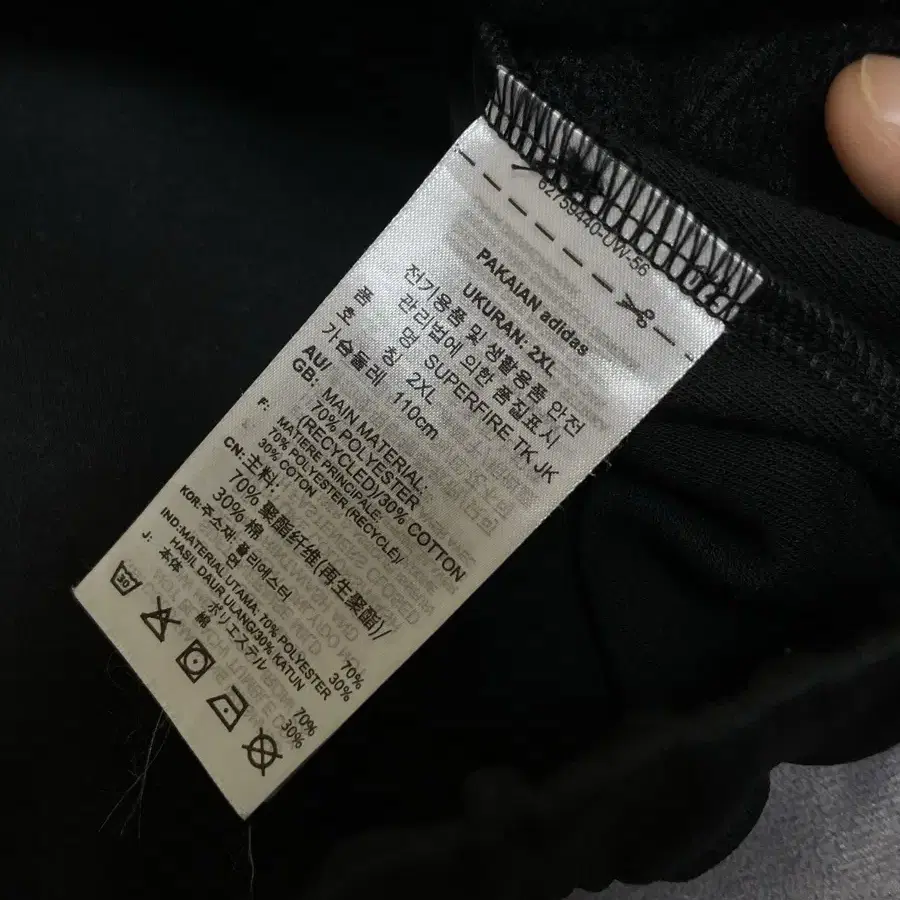 62759440-UW-56
PAKAIAN adidas
UKURAN: 2XL
전기용품 및 생활용품 안전
관리법에 의한 품질표시
품 명 SUPERFIRE TK JK
호 칭 2XL
가슴둘레 110cm
AU/
GB: MAIN MATERIAL:
70% POLYESTER
(RECYCLED)/30% COTTON
F: MATIERE PRINCIPALE:
70% POLYESTER (RECYCLE)/
30% COTON
CN: 主料:
70% 聚酯纤维(再生聚酯)/
30% 棉
KOR: 주소재: 폴리에스터 70%
면 30%
IND: MATERIAL UTAMA: 70% POLYESTER
HASIL DAUR ULANG/30% KATUN
J: 本体 ポリエステル 70%
綿 30%
30